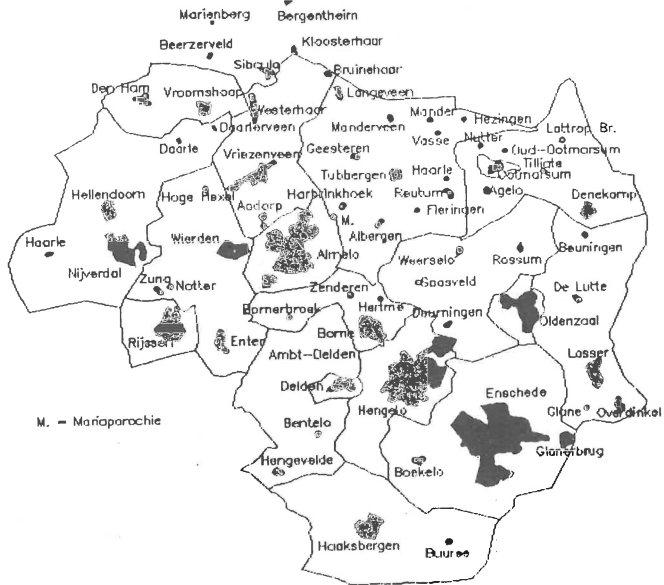 Bergentheim
Marienberg
Beerzerveld
Kloosterhaar
Sibculo
Bruinehaar
Den Ham
Vroomshoop
Langeveen
Westerhaar
Mander
Hezingen
Daarlerveen
Manderveen
Lattrop Br.
Daarle
Vasse
Nutter
Oud-Ootmarsum
Vriezenveen
Geesteren
Tilligte
Ootmarsum
Tubbergen
Haarle
Hellendoorn
Hoge Hexel
Harbrinkhoek
Reutum
Agelo
Denekamp
Aadorp
Fleringen
M.
Haarle
Wierden
Almelo
Albergen
Weerselo
Rossum
Beuningen
Nijverdal
Zuna
Notter
Zenderen
Gaasveld
De Lutte
Hertme
Bornerbroek
Deurningen
Oldenzaal
Rijssen
Enter
Borne
Ambt-Delden
Losser
Delden
Enschede
Hengelo
Glane
Overdinkel
M. = Mariaparochie
Bentelo
Glanerbrug
Hengevelde
Boekelo
Haaksbergen
Buurse